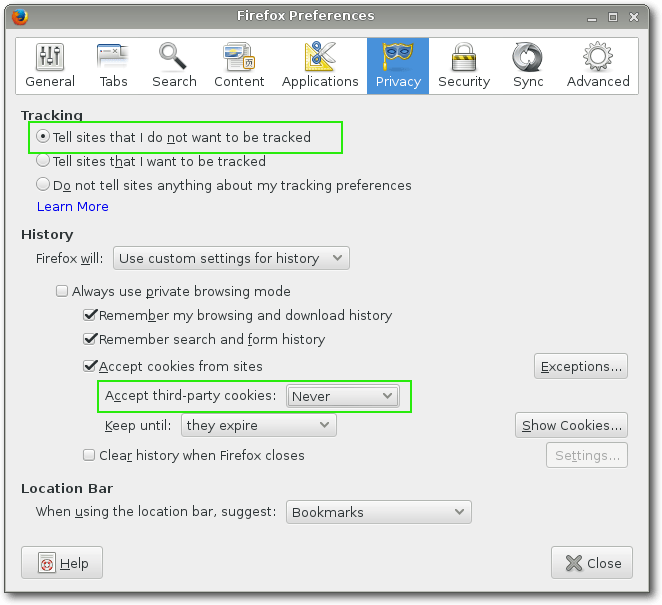 Firefox Preferences
General Tabs Search Content Applications Privacy Security Sync Advanced
Tracking
Tell sites that I do not want to be tracked
Tell sites that I want to be tracked
Do not tell sites anything about my tracking preferences
Learn More
History
Firefox will: Use custom settings for history
Always use private browsing mode
Remember my browsing and download history
Remember search and form history
Accept cookies from sites Exceptions...
Accept third-party cookies: Never
Keep until: they expire Show Cookies...
Clear history when Firefox closes Settings...
Location Bar
When using the location bar, suggest: Bookmarks
Help Close